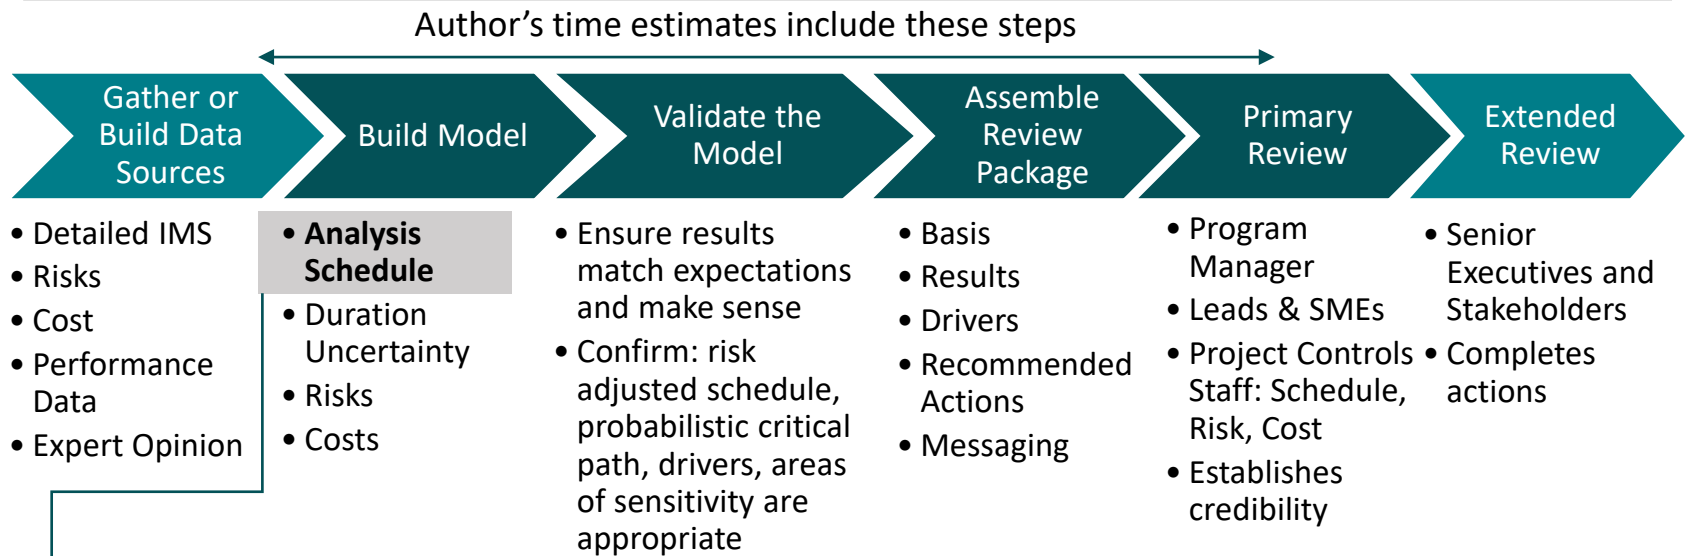 Author’s time estimates include these steps
Gather or
Build Data
Sources
Build Model
Validate the
Model
Assemble
Review
Package
Primary
Review
Extended
Review
• Detailed IMS
• Risks
• Cost
• Performance
Data
• Expert Opinion
• Analysis
Schedule
• Duration
Uncertainty
• Risks
• Costs
• Ensure results
match expectations
and make sense
• Confirm: risk
adjusted schedule,
probabilistic critical
path, drivers, areas
of sensitivity are
appropriate
• Basis
• Results
• Drivers
• Recommended
Actions
• Messaging
• Program
Manager
• Leads & SMEs
• Project Controls
Staff: Schedule,
Risk, Cost
• Establishes
credibility
• Senior
Executives and
Stakeholders
• Completes
actions